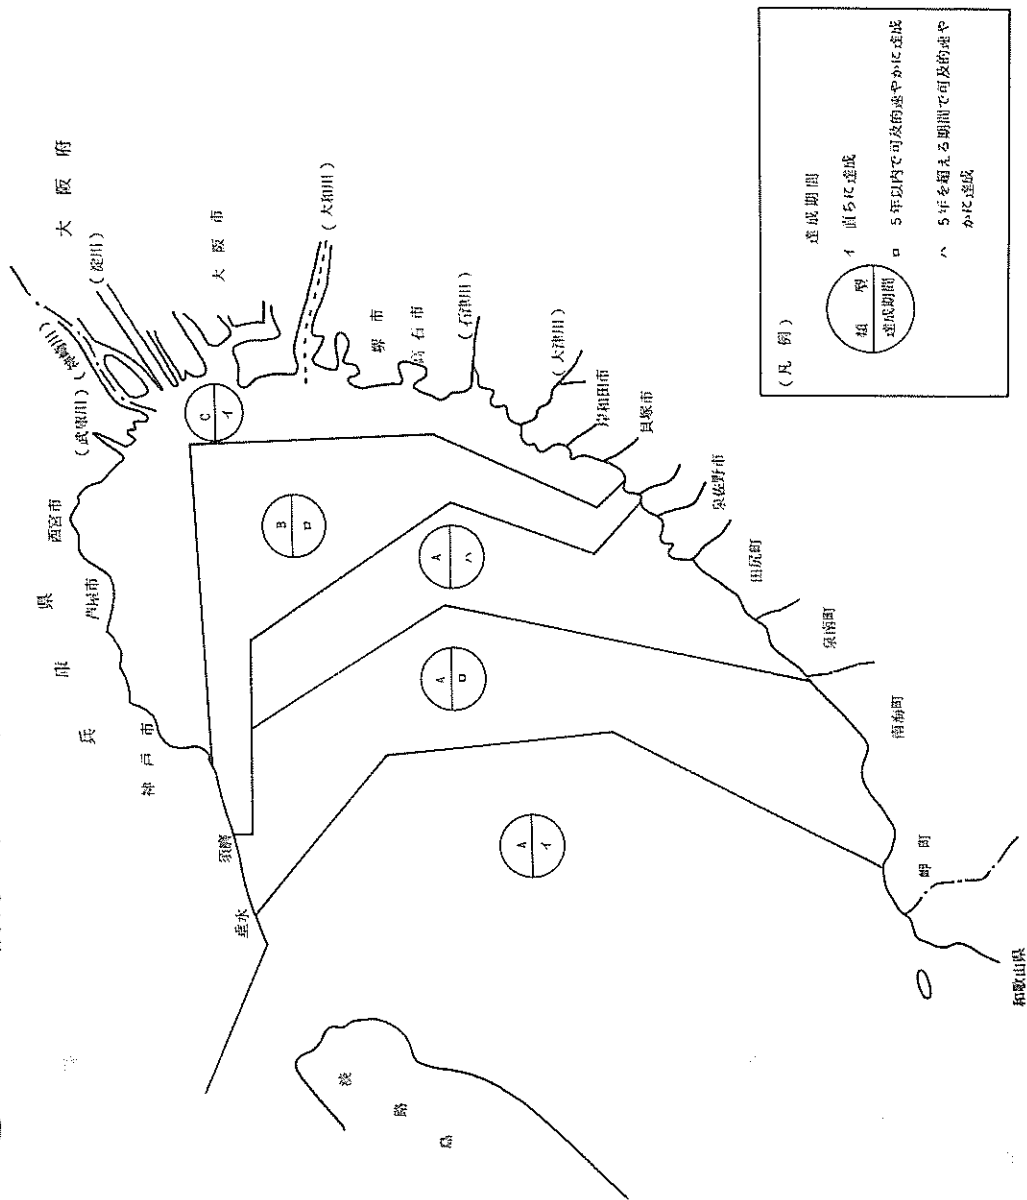 大阪府
兵庫県
(武庫川)
(神崎川)
(淀川)
大阪市
(大和川)
堺市
高石市
(石津川)
(大津川)
岸和田市
貝塚市
泉佐野市
田尻町
泉南町
南海町
岬町
和歌山県
西宮市
芦屋市
神戸市
須磨
垂水
淡路島
C
イ
B
ロ
A
ハ
A
ロ
A
イ
(凡例)
類型
達成期間
達成期間
イ 直ちに達成
ロ 5年以内で可及的速やかに達成
ハ 5年を超える期間で可及的速や
かに達成